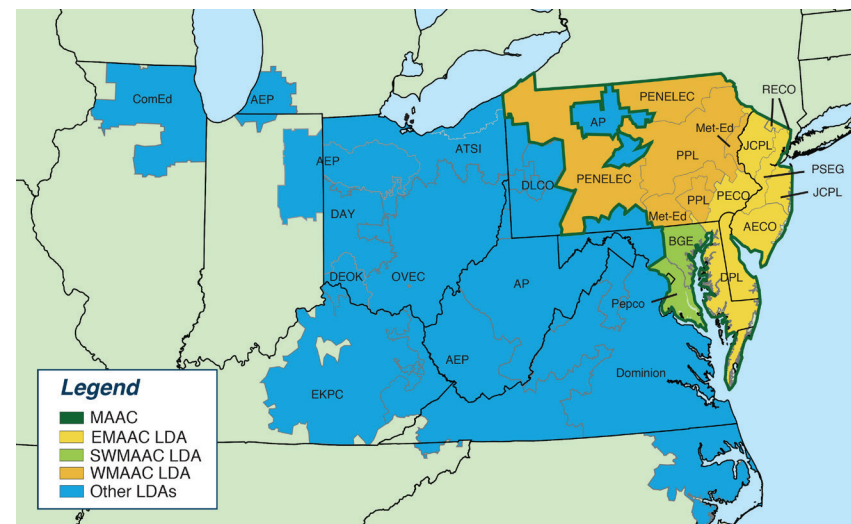 RECO
ComEd
AEP
PENELEC
AP
Met-Ed
JCPL
ATSI
AEP
PPL
PSEG
DLCO
PENELEC
PECO
JCPL
DAY
PPL
Met-Ed
AECO
BGE
DEOK
OVEC
AP
DPL
Pepco
AEP
Dominion
EKPC
Legend
MAAC
EMAAC LDA
SWMAAC LDA
WMAAC LDA
Other LDAs